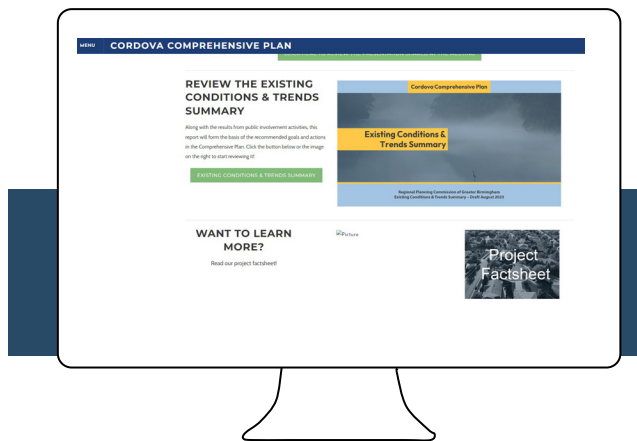 MENU CORDOVA COMPREHENSIVE PLAN
REVIEW THE EXISTING
CONDITIONS & TRENDS
SUMMARY
Along with the results from public involvement activities, this
report will form the basis of the recommended goals and actions
in the Comprehensive Plan. Click the button below or the image
on the right to start reviewing it!
EXISTING CONDITIONS & TRENDS SUMMARY
Cordova Comprehensive Plan
Existing Conditions &
Trends Summary
Regional Planning Commission of Greater Birmingham
Existing Conditions & Trends Summary - Draft August 2023
WANT TO LEARN
MORE?
Read our project factsheet!
Picture
Project
Factsheet